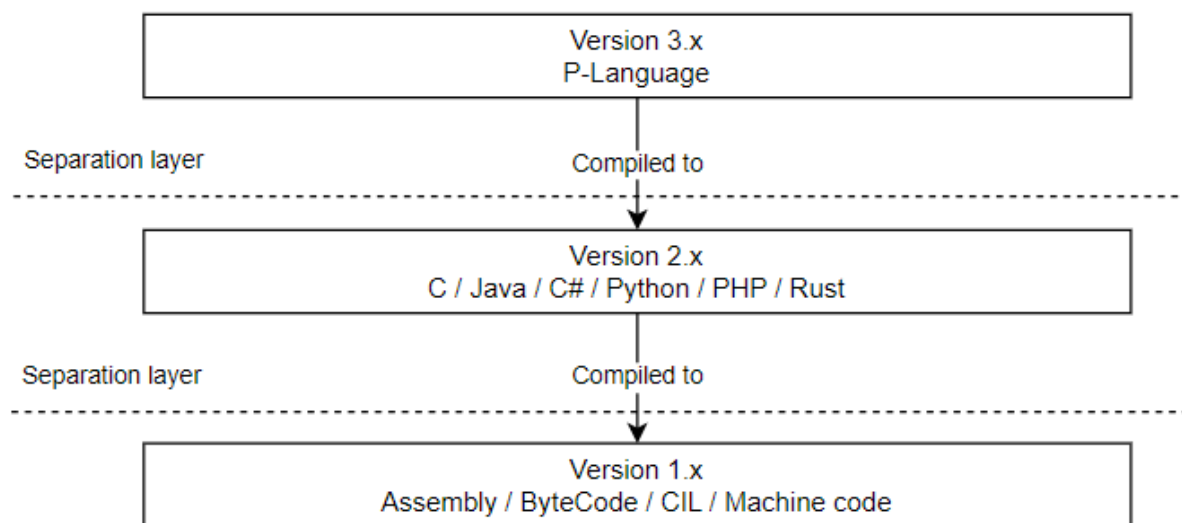 Version 3.x
P-Language
Separation layer
Compiled to
Version 2.x
C / Java / C# / Python / PHP / Rust
Separation layer
Compiled to
Version 1.x
Assembly / ByteCode / CIL / Machine code